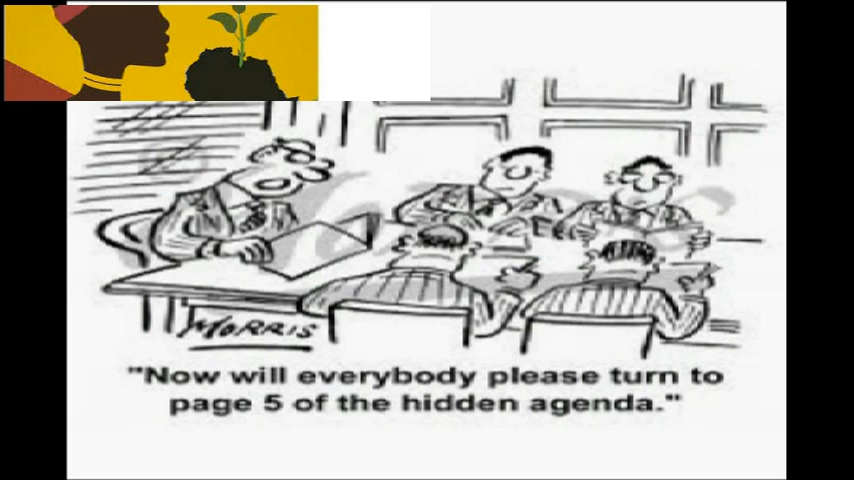 MORRIS
"Now will everybody please turn to
page 5 of the hidden agenda."